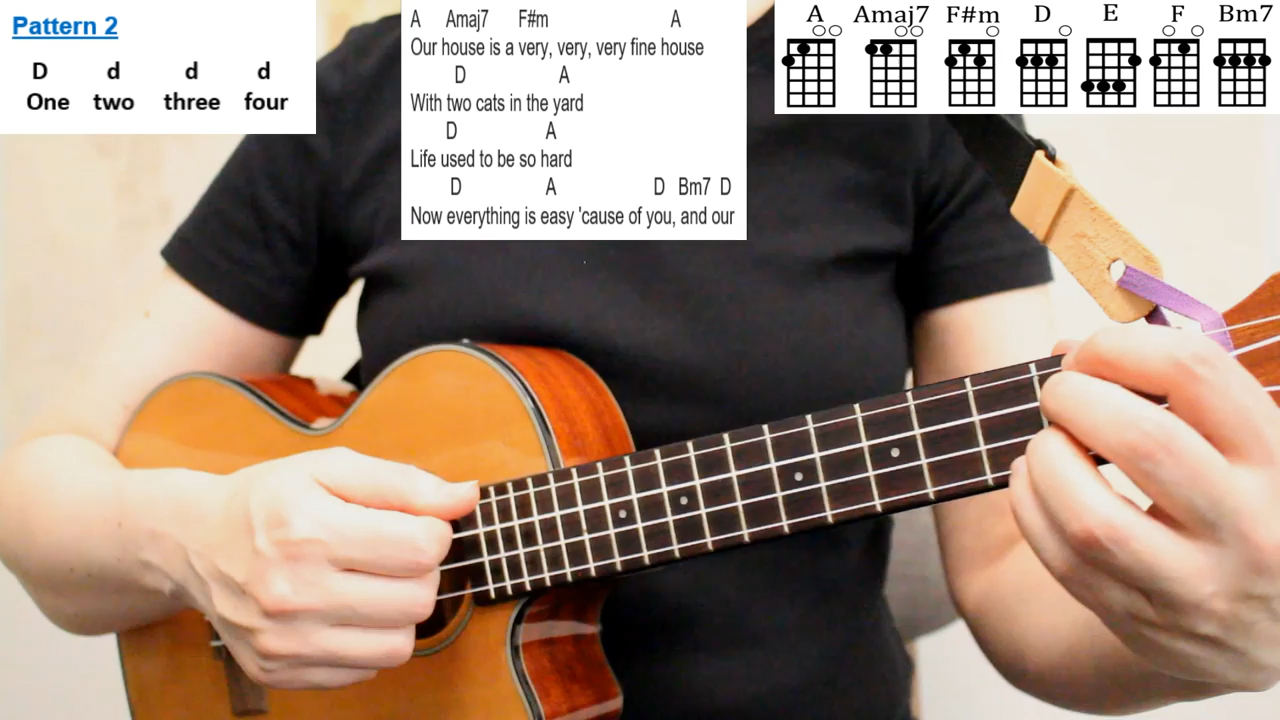 Pattern 2
D d d d
One two three four
A Amaj7 F#m A
Our house is a very, very, very fine house
D A
With two cats in the yard
D A
Life used to be so hard
D A D Bm7 D
Now everything is easy 'cause of you, and our
A Amaj7 F#m D E F Bm7